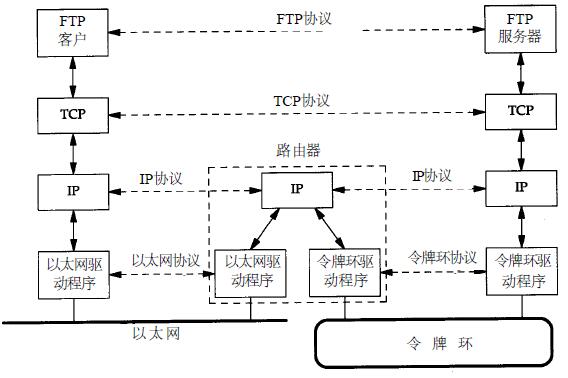 FTP
客户
FTP协议
FTP
服务器
TCP
TCP协议
TCP
路由器
IP
IP协议
IP
IP协议
IP
以太网驱
动程序
以太网协议
以太网驱
动程序
令牌环驱
动程序
令牌环协议
令牌环驱
动程序
以太网
令牌环